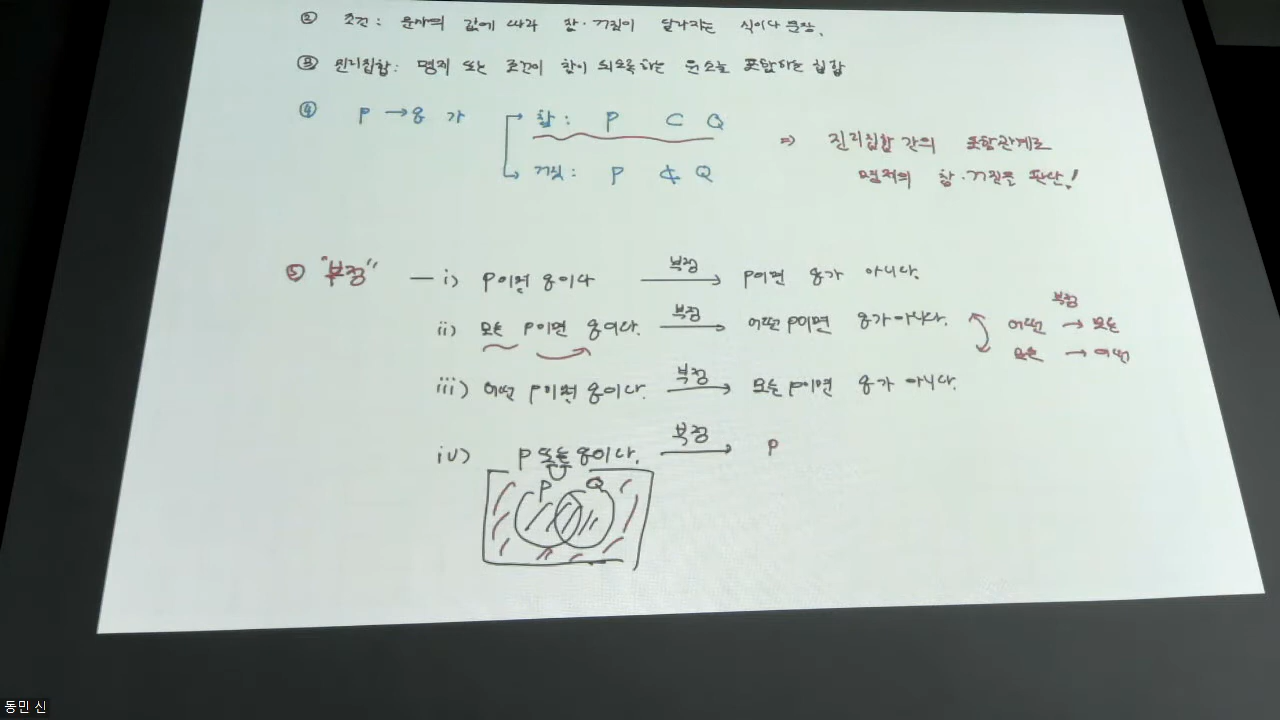 ② 조건 : 문자의 값에 따라 참·거짓이 달라지는 식이나 문장.
③ 진리집합 : 명제 또는 조건이 참이 되도록하는 원소를 포함하는 집합
④ P → q 가
참 : P ⊂ Q
거짓 : P ⊄ Q
⇒ 진리집합 간의 포함관계로
명제의 참·거짓을 판단!
⑤ "부정" — i) P이면 q이다 부정 → P이면 q가 아니다.
ii) 모든 P이면 q이다. 부정 → 어떤 P이면 q가 아니다.
부정
어떤 → 모든
모든 → 어떤
iii) 어떤 P이면 q이다. 부정 → 모든 P이면 q가 아니다.
iv) P 또는 q이다. 부정 → P
P Q
동민 신